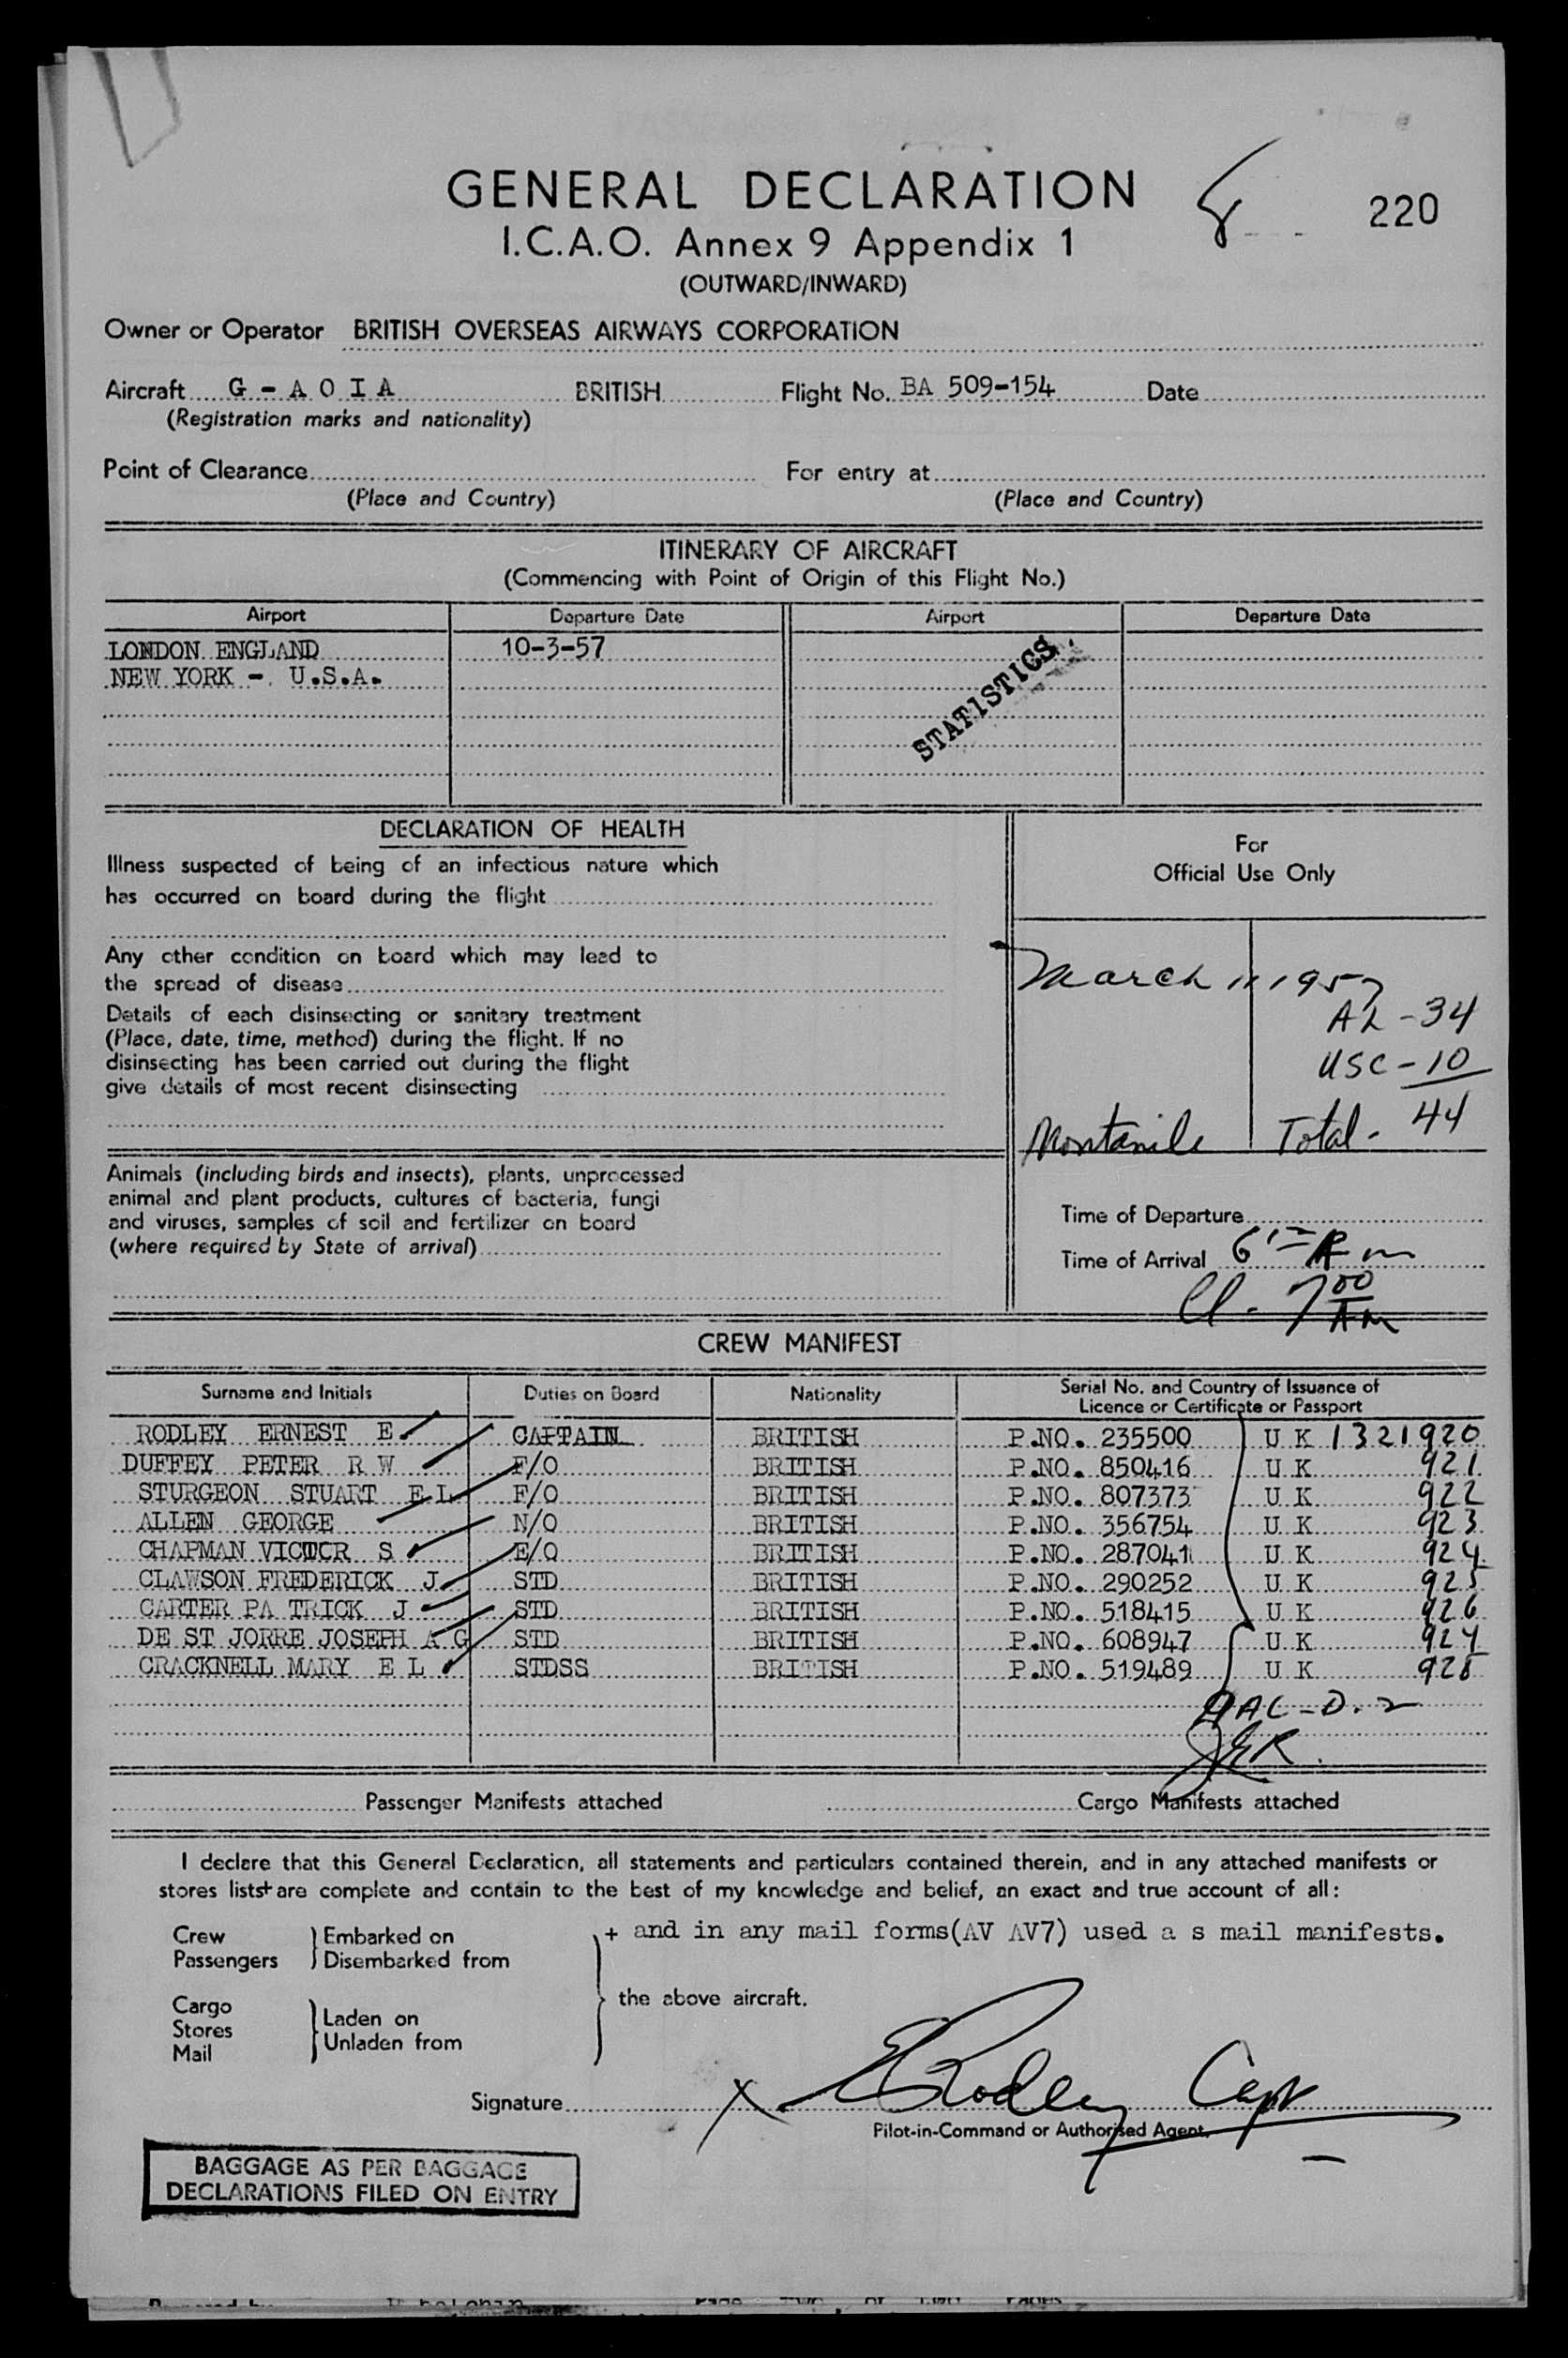 GENERAL DECLARATION
220
I.C.A.O. Annex 9 Appendix 1
(OUTWARD/INWARD)
Owner or Operator BRITISH OVERSEAS AIRWAYS CORPORATION
Aircraft G - A O I A BRITISH Flight No. BA 509-154 Date
(Registration marks and nationality)
Point of Clearance For entry at
(Place and Country) (Place and Country)
ITINERARY OF AIRCRAFT
(Commencing with Point of Origin of this Flight No.)
Airport Departure Date Airport Departure Date
LONDON ENGLAND 10-3-57
NEW YORK - U.S.A.
STATISTICS
DECLARATION OF HEALTH
Illness suspected of being of an infectious nature which
has occurred on board during the flight
Any other condition on board which may lead to
the spread of disease
Details of each disinsecting or sanitary treatment
(Place, date, time, method) during the flight. If no
disinsecting has been carried out during the flight
give details of most recent disinsecting
For
Official Use Only
March 11 1957
AL - 34
USC - 10
Montanile Total - 44
Animals (including birds and insects), plants, unprocessed
animal and plant products, cultures of bacteria, fungi
and viruses, samples of soil and fertilizer on board
(where required by State of arrival)
Time of Departure
Time of Arrival 6 m
Cl. 7 00 AM
CREW MANIFEST
Surname and Initials Duties on Board Nationality Serial No. and Country of Issuance of
Licence or Certificate or Passport
RODLEY ERNEST E CAPTAIN BRITISH P.NO. 235500 U K 1321920
DUFFEY PETER R W F/O BRITISH P.NO. 850416 U K 921
STURGEON STUART E L F/O BRITISH P.NO. 807373 U K 922
ALLEN GEORGE N/O BRITISH P.NO. 356754 U K 923
CHAPMAN VICTCR S E/O BRITISH P.NO. 287041 U K 924
CLAWSON FREDERICK J STD BRITISH P.NO. 290252 U K 925
CARTER PA TRICK J STD BRITISH P.NO. 518415 U K 926
DE ST JORRE JOSEPH A G STD BRITISH P.NO. 608947 U K 927
CRACKNELL MARY E L STDSS BRITISH P.NO. 519489 U K 928
9 AC - D. 2
Passenger Manifests attached Cargo Manifests attached
I declare that this General Declaration, all statements and particulars contained therein, and in any attached manifests or
stores lists+ are complete and contain to the best of my knowledge and belief, an exact and true account of all:
Crew Embarked on + and in any mail forms(AV AV7) used a s mail manifests.
Passengers Disembarked from
the above aircraft.
Cargo
Stores Laden on
Mail Unladen from
Signature X E Rodley Capt
Pilot-in-Command or Authorised Agent.
BAGGAGE AS PER BAGGAGE
DECLARATIONS FILED ON ENTRY